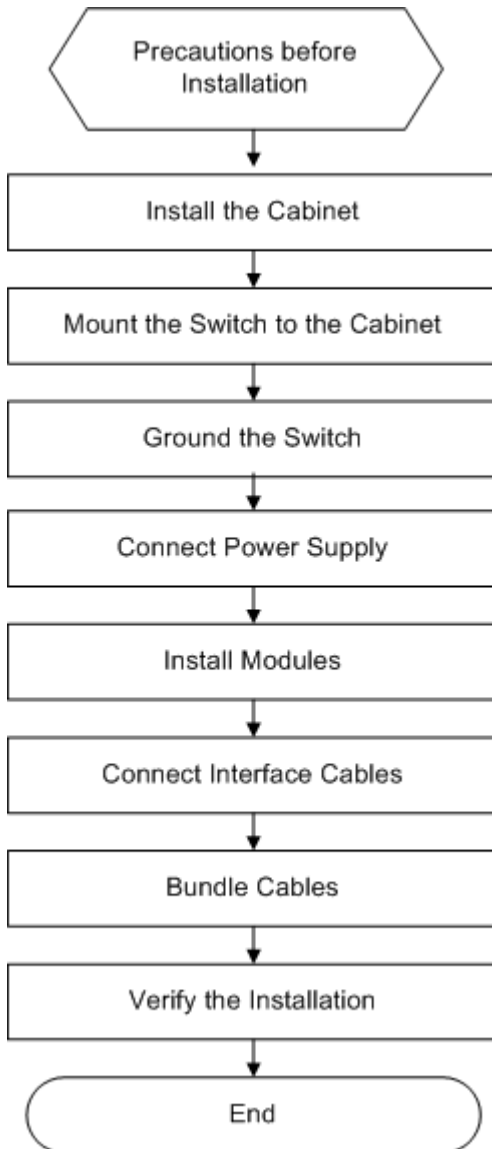 Precautions before
Installation
Install the Cabinet
Mount the Switch to the Cabinet
Ground the Switch
Connect Power Supply
Install Modules
Connect Interface Cables
Bundle Cables
Verify the Installation
End